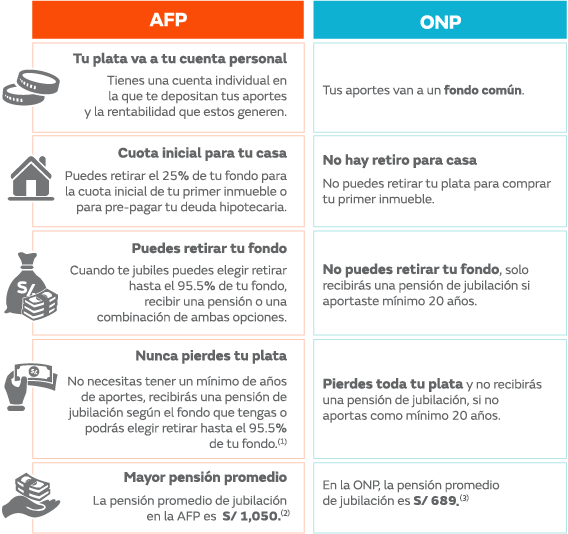 AFP
ONP
Tu plata va a tu cuenta personal
Tienes una cuenta individual en
la que te depositan tus aportes
y la rentabilidad que estos generen.
Tus aportes van a un fondo común.
Cuota inicial para tu casa
Puedes retirar el 25% de tu fondo para
la cuota inicial de tu primer inmueble o
para pre-pagar tu deuda hipotecaria.
No hay retiro para casa
No puedes retirar tu plata para comprar
tu primer inmueble.
S/.
Puedes retirar tu fondo
Cuando te jubiles puedes elegir retirar
hasta el 95.5% de tu fondo,
recibir una pensión o una
combinación de ambas opciones.
No puedes retirar tu fondo, solo
recibirás una pensión de jubilación si
aportaste mínimo 20 años.
S/.
Nunca pierdes tu plata
No necesitas tener un mínimo de años
de aportes, recibirás una pensión de
jubilación según el fondo que tengas o
podrás elegir retirar hasta el 95.5%
de tu fondo.(1)
Pierdes toda tu plata y no recibirás
una pensión de jubilación, si no
aportas como mínimo 20 años.
Mayor pensión promedio
La pensión promedio de jubilación
en la AFP es S/ 1,050.(2)
En la ONP, la pensión promedio
de jubilación es S/ 689.(3)